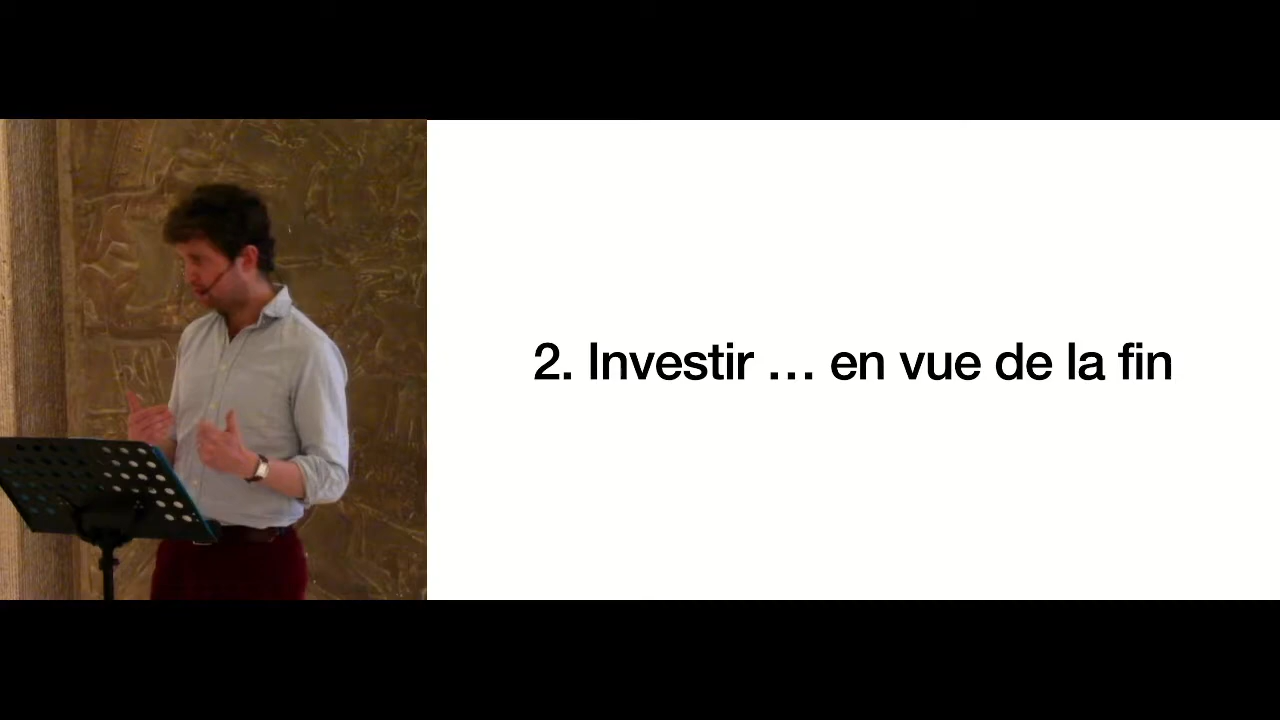 2. Investir … en vue de la fin